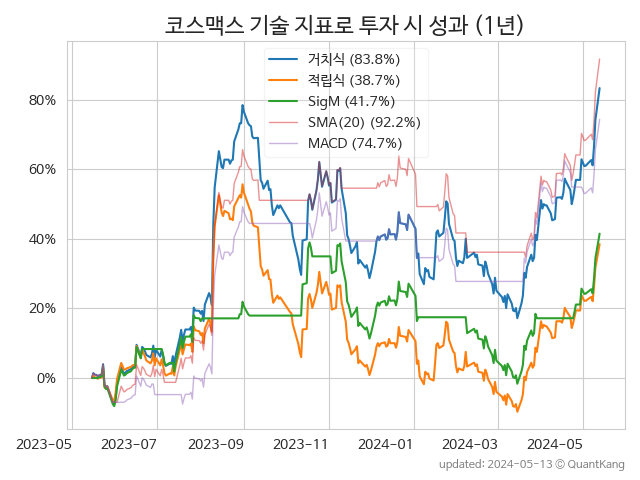 코스맥스 기술 지표로 투자 시 성과 (1년)
거치식 (83.8%)
적립식 (38.7%)
SigM (41.7%)
SMA(20) (92.2%)
MACD (74.7%)
80%
60%
40%
20%
0%
2023-05 2023-07 2023-09 2023-11 2024-01 2024-03 2024-05
updated: 2024-05-13 ⓒ QuantKang